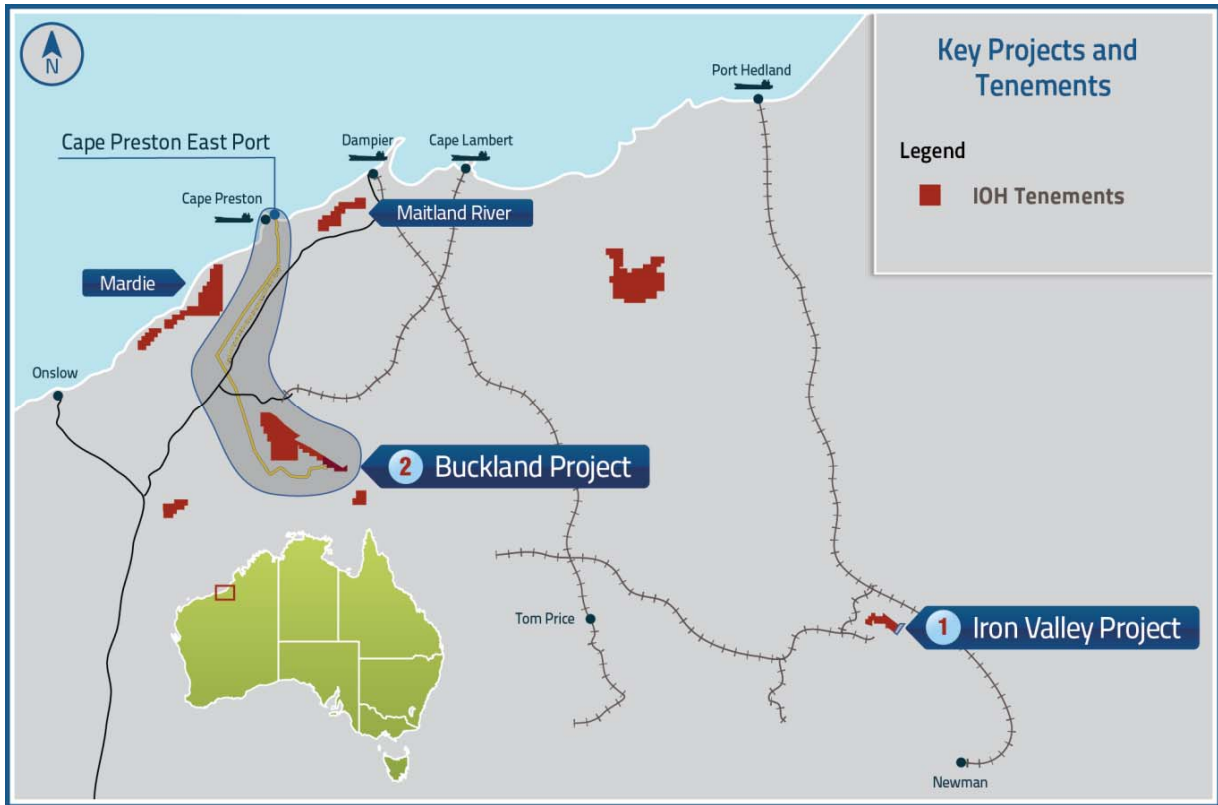 N
Key Projects and
Tenements
Legend
IOH Tenements
Port Hedland
Cape Preston East Port
Dampier
Cape Lambert
Cape Preston
Maitland River
Mardie
Onslow
2 Buckland Project
Tom Price
1 Iron Valley Project
Newman